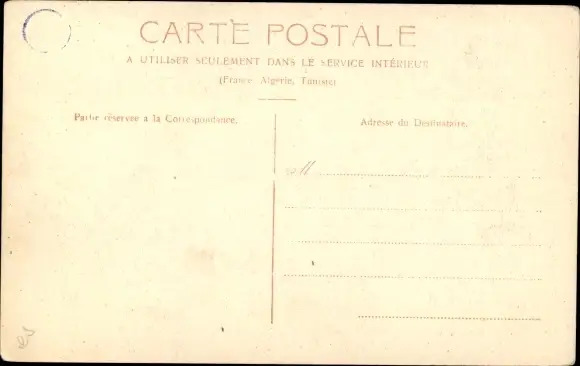 CARTE POSTALE
A UTILISER SEULEMENT DANS LE SERVICE INTÉRIEUR
(France, Algérie, Tunisie)
Partie réservée à la Correspondance.
Adresse du Destinataire.